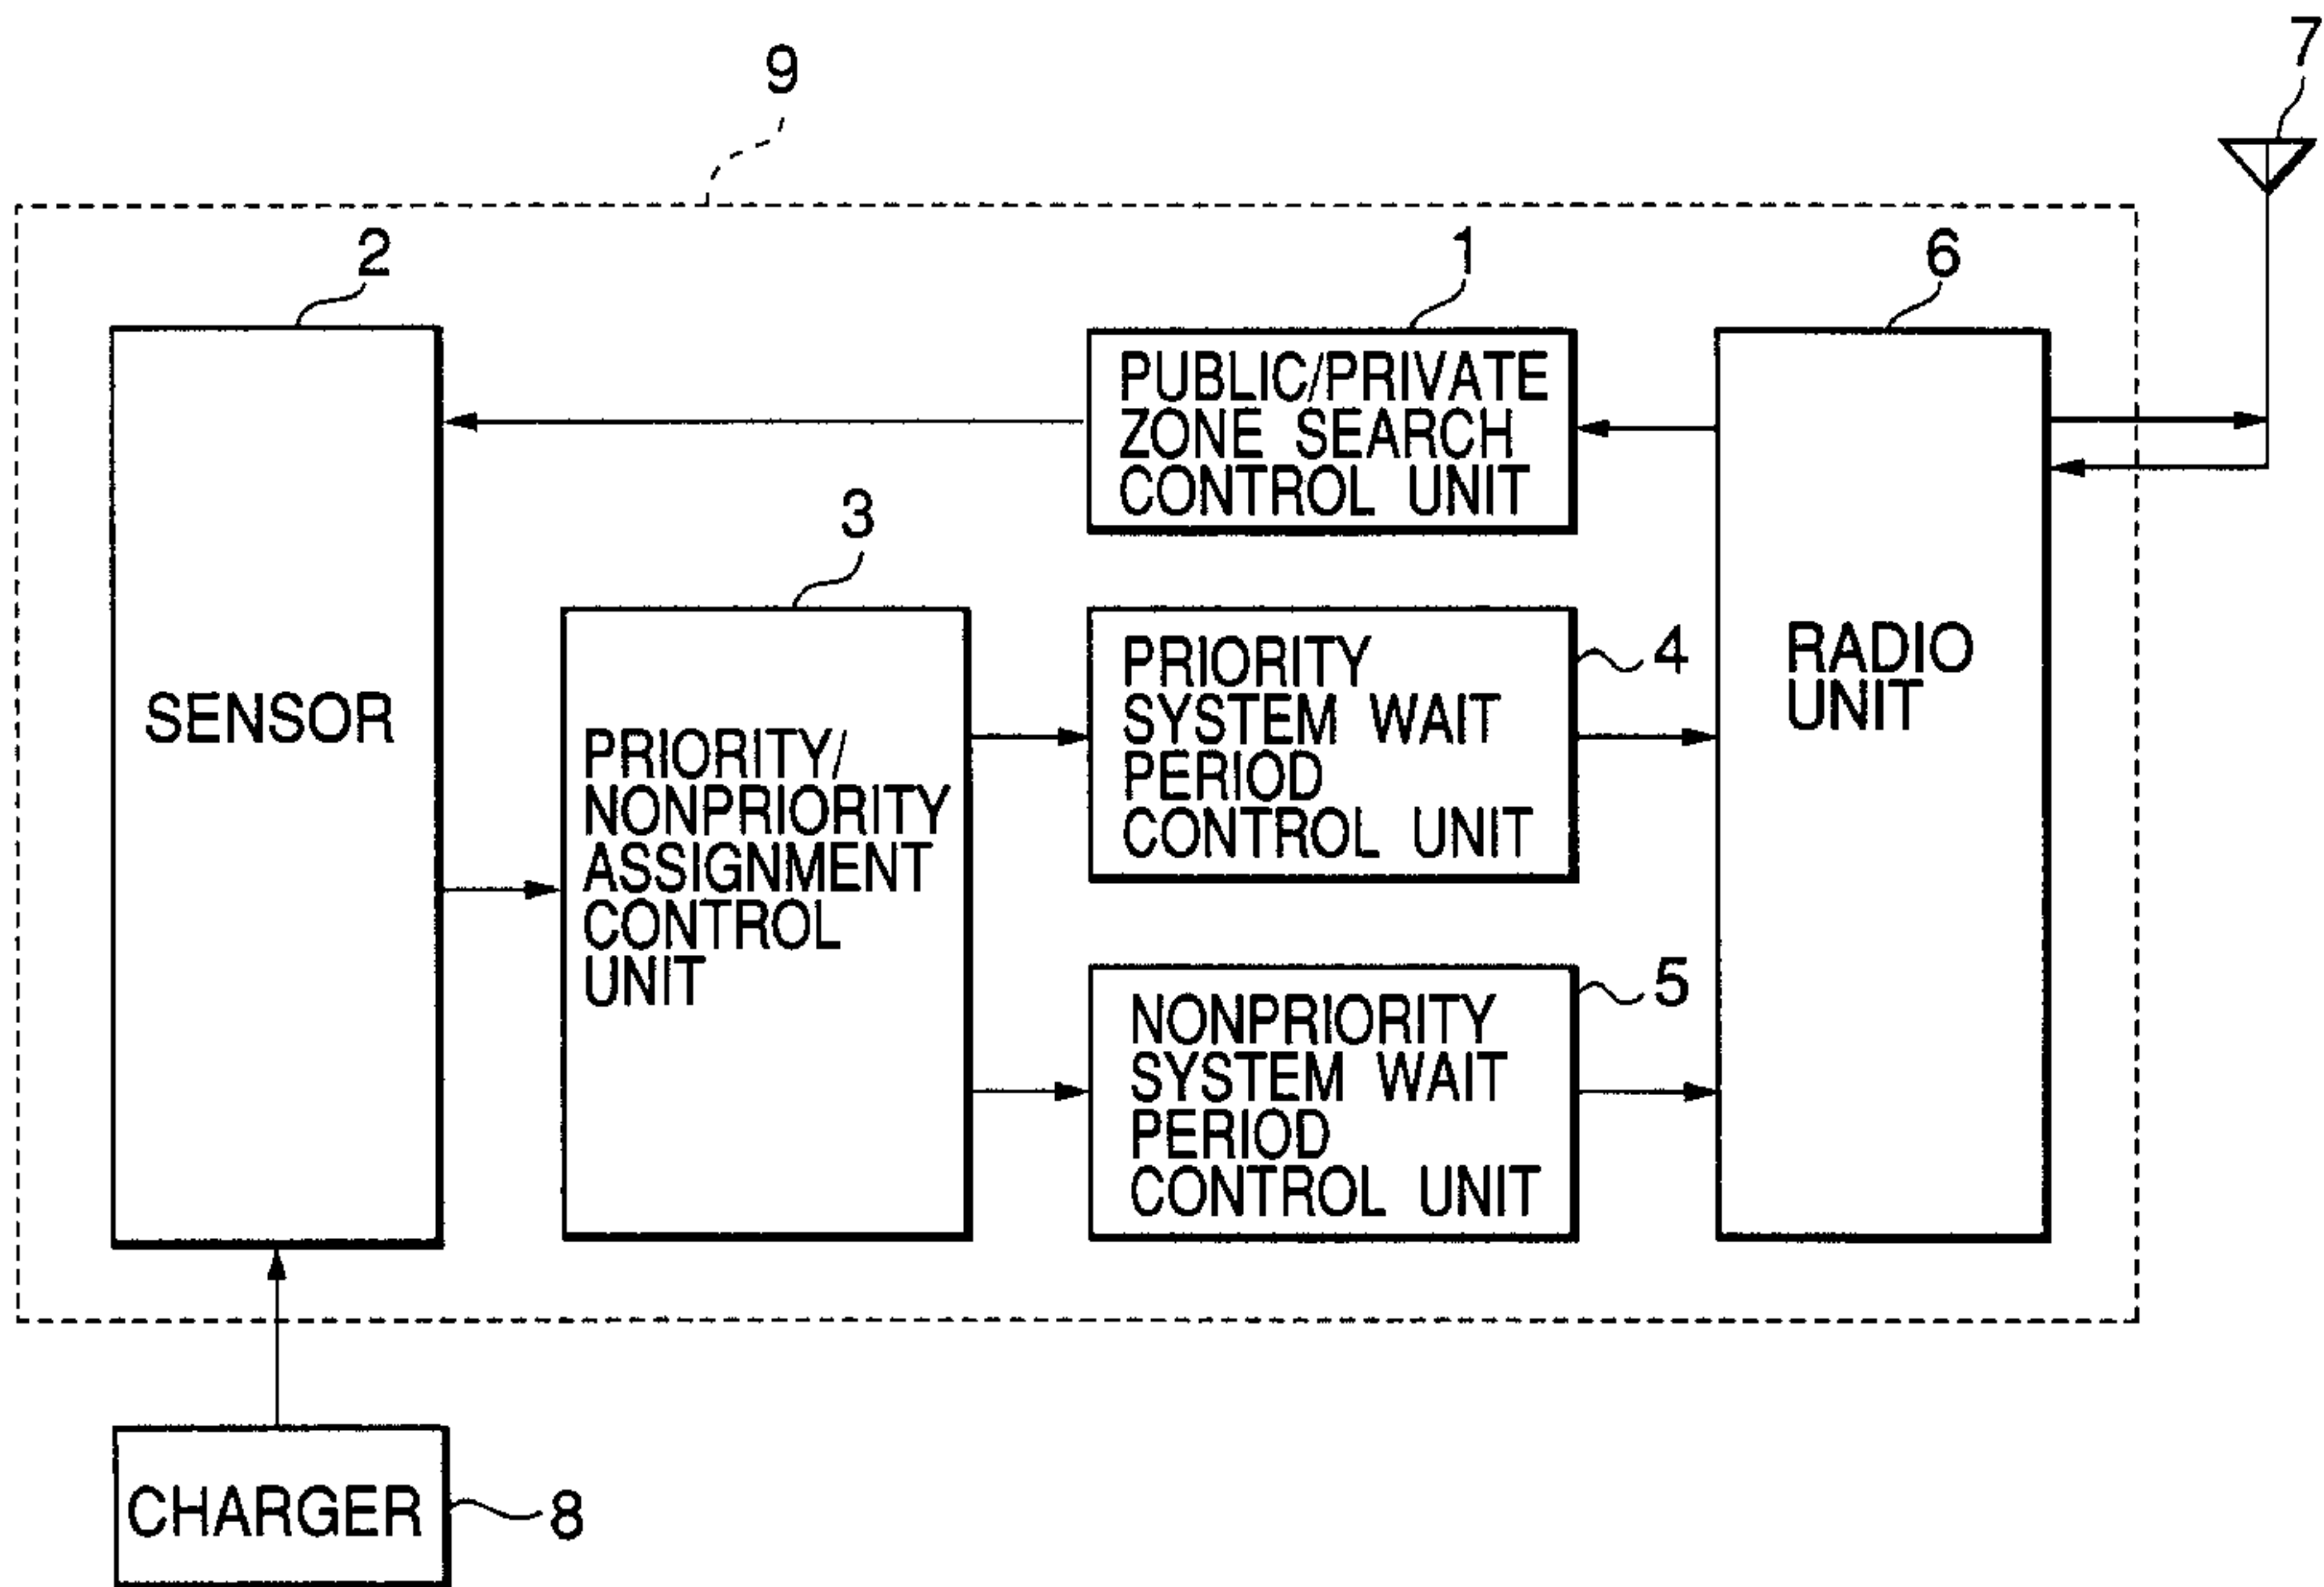 7
9
2
1
6
PUBLIC/PRIVATE
ZONE SEARCH
CONTROL UNIT
3
SENSOR
PRIORITY/
NONPRIORITY
ASSIGNMENT
CONTROL
UNIT
PRIORITY
SYSTEM WAIT
PERIOD
CONTROL UNIT
4
RADIO
UNIT
NONPRIORITY
SYSTEM WAIT
PERIOD
CONTROL UNIT
5
CHARGER
8